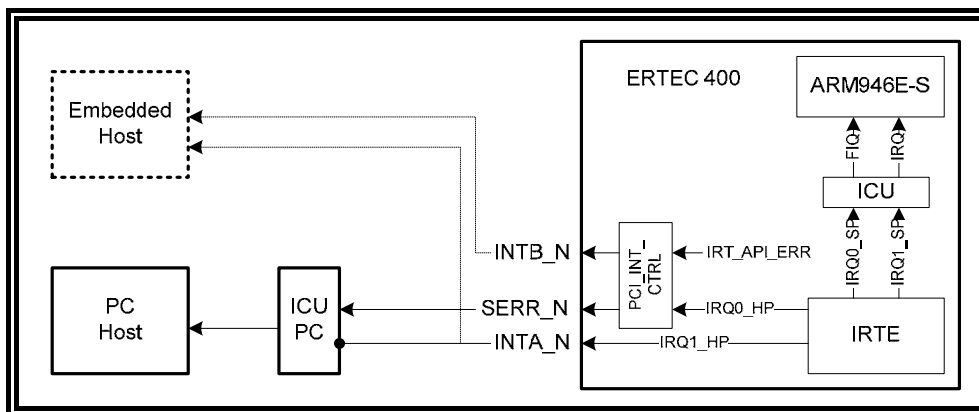 ERTEC 400
ARM946E-S
Embedded
Host
FIQ
IRQ
ICU
IRQ0_SP
IRQ1_SP
INTB_N
PCI_INT_
CTRL
IRT_API_ERR
PC
Host
ICU
PC
SERR_N
IRQ0_HP
INTA_N
IRQ1_HP
IRTE